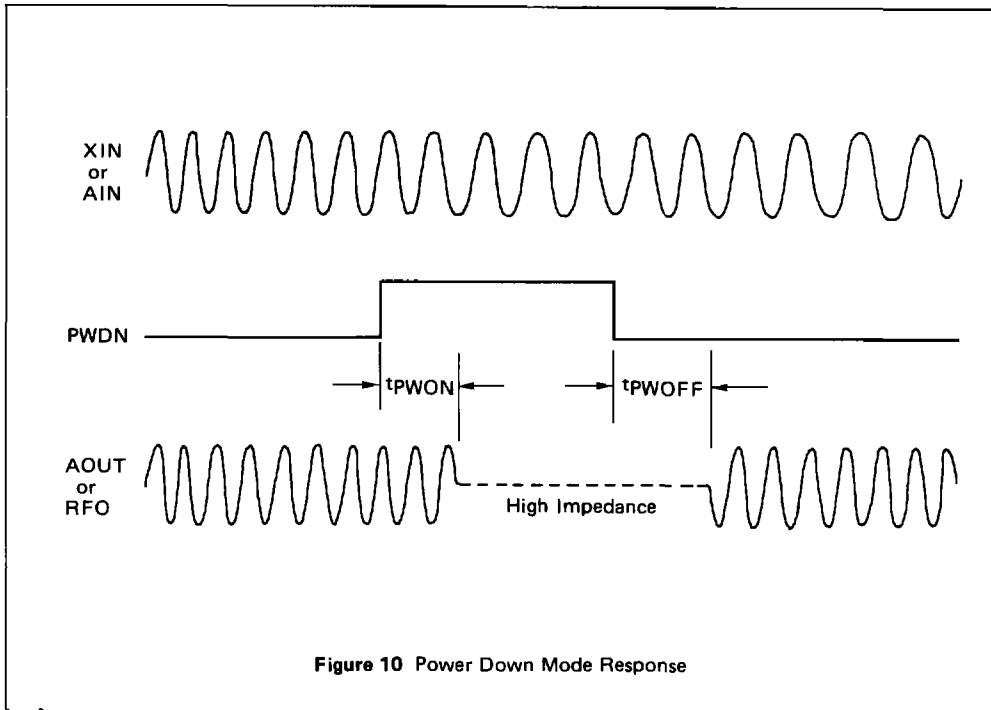 XIN
or
AIN
PWDN
tPWON
tPWOFF
AOUT
or
RFO
High Impedance
Figure 10 Power Down Mode Response